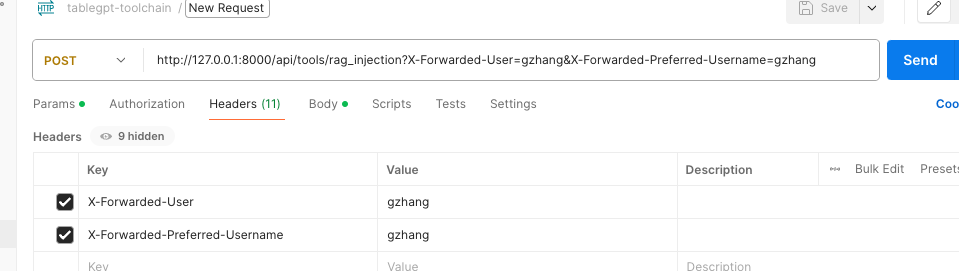 HTTP tablegpt-toolchain / New Request Save
POST http://127.0.0.1:8000/api/tools/rag_injection?X-Forwarded-User=gzhang&X-Forwarded-Preferred-Username=gzhang Send
Params Authorization Headers (11) Body Scripts Tests Settings Coo
Headers 9 hidden
Key Value Description Bulk Edit Presets
X-Forwarded-User gzhang
X-Forwarded-Preferred-Username gzhang
Key Value Description